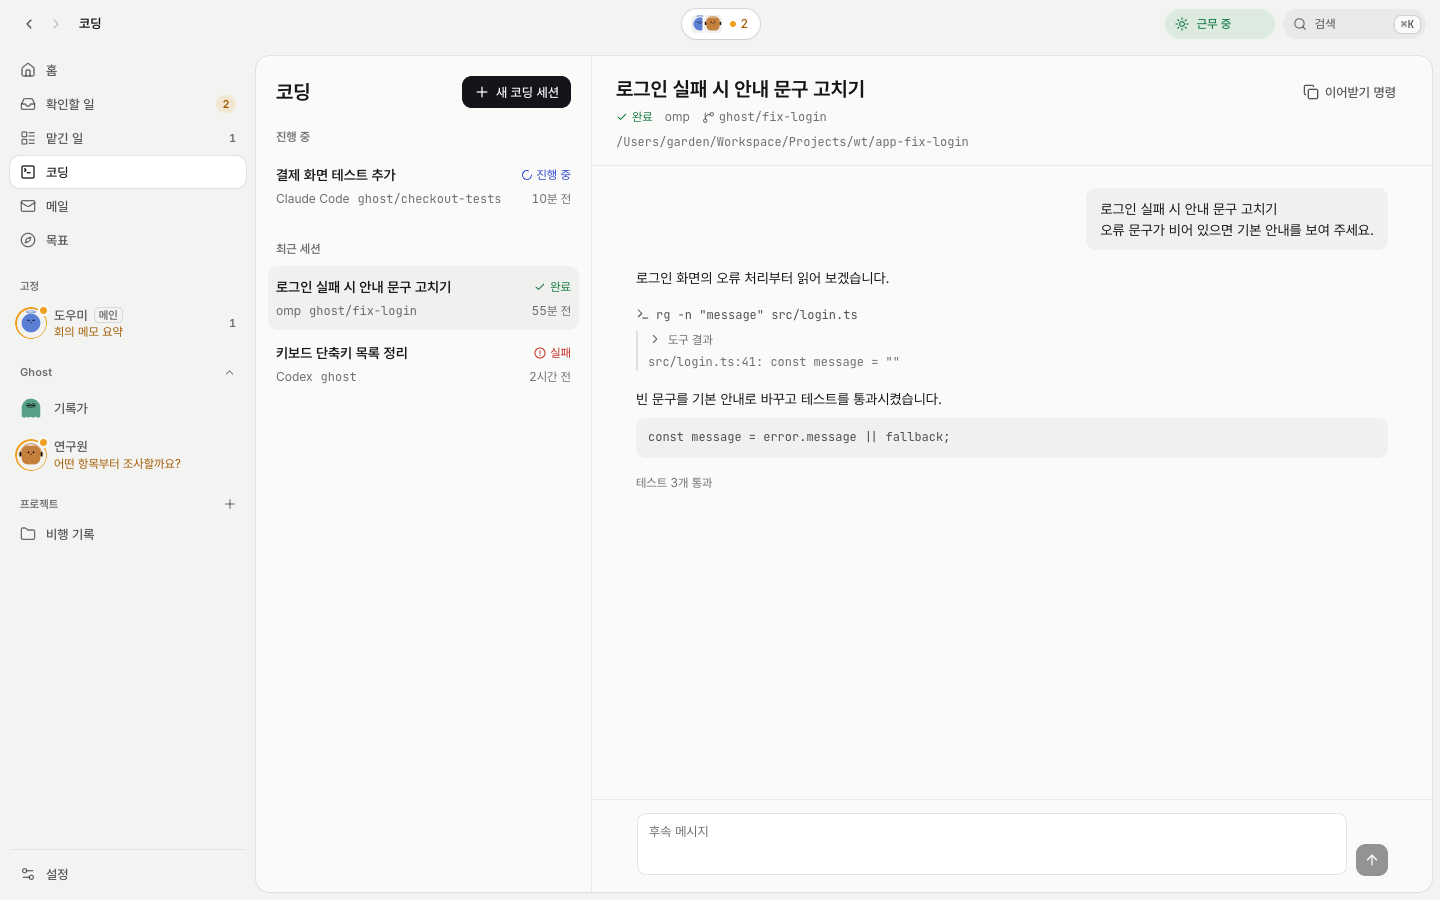 코딩
2
근무 중
검색
⌘K
홈
확인할 일
2
맡긴 일
1
코딩
메일
목표
고정
도우미 메인
회의 메모 요약
1
Ghost
기록가
연구원
어떤 항목부터 조사할까요?
프로젝트
비행 기록
설정
코딩
새 코딩 세션
진행 중
결제 화면 테스트 추가
진행 중
Claude Code ghost/checkout-tests
10분 전
최근 세션
로그인 실패 시 안내 문구 고치기
완료
omp ghost/fix-login
55분 전
키보드 단축키 목록 정리
실패
Codex ghost
2시간 전
로그인 실패 시 안내 문구 고치기
완료 omp ghost/fix-login
/Users/garden/Workspace/Projects/wt/app-fix-login
이어받기 명령
로그인 실패 시 안내 문구 고치기
오류 문구가 비어 있으면 기본 안내를 보여 주세요.
로그인 화면의 오류 처리부터 읽어 보겠습니다.
rg -n "message" src/login.ts
도구 결과
src/login.ts:41: const message = ""
빈 문구를 기본 안내로 바꾸고 테스트를 통과시켰습니다.
const message = error.message || fallback;
테스트 3개 통과
후속 메시지